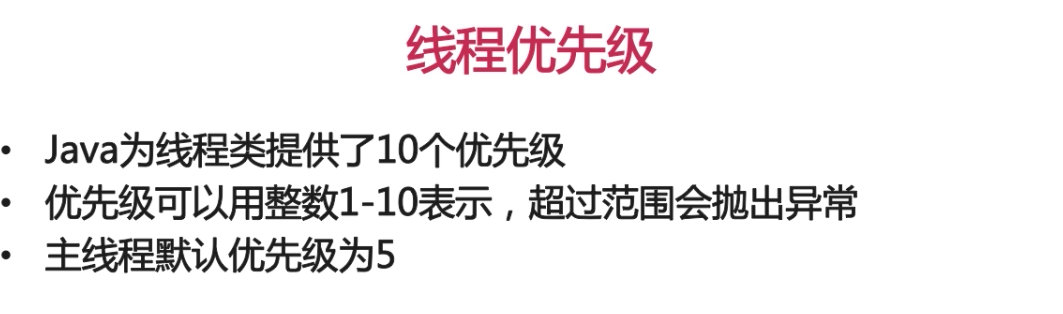 线程优先级
• Java为线程类提供了10个优先级
• 优先级可以用整数1-10表示，超过范围会抛出异常
• 主线程默认优先级为5